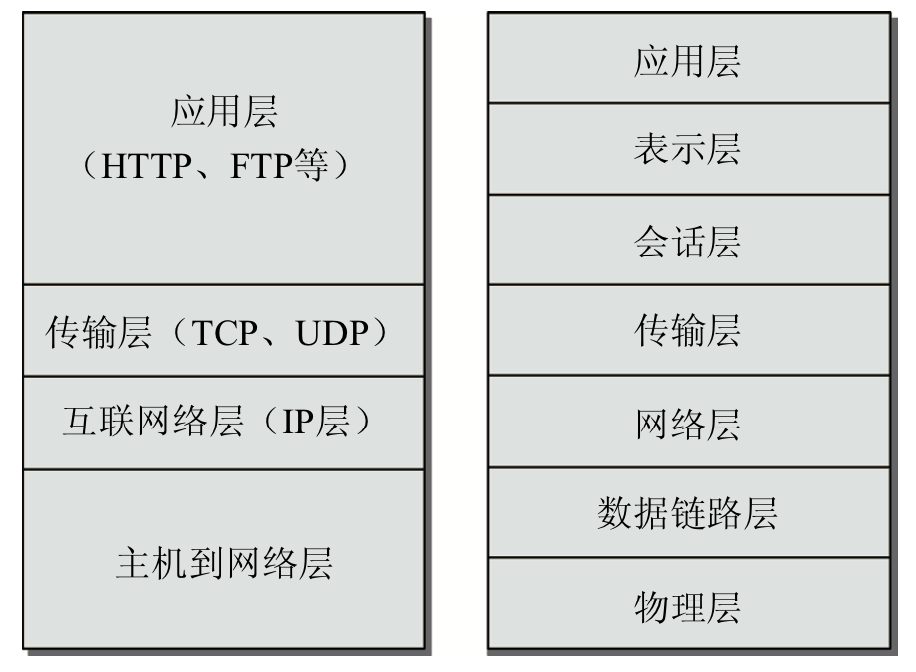 应用层
（HTTP、FTP等）
传输层（TCP、UDP）
互联网络层（IP层）
主机到网络层
应用层
表示层
会话层
传输层
网络层
数据链路层
物理层